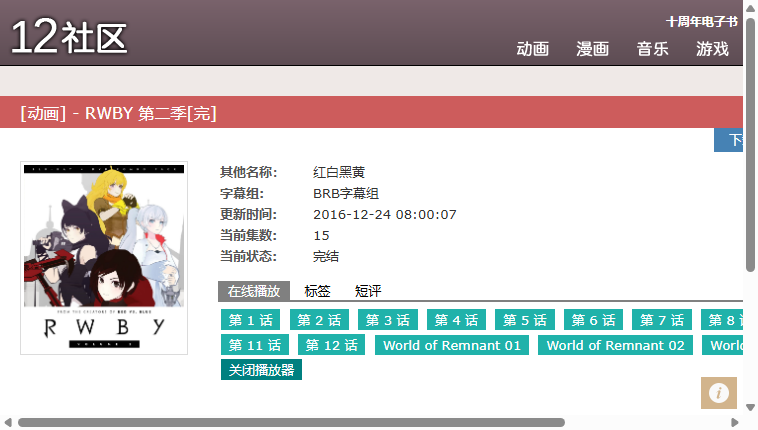 12社区
十周年电子书
动画 漫画 音乐 游戏
[动画] - RWBY 第二季[完]
下
其他名称: 红白黑黄
字幕组: BRB字幕组
更新时间: 2016-12-24 08:00:07
当前集数: 15
当前状态: 完结
RWBY
在线播放 标签 短评
第 1 话 第 2 话 第 3 话 第 4 话 第 5 话 第 6 话 第 7 话 第 8
第 11 话 第 12 话 World of Remnant 01 World of Remnant 02 World
关闭播放器
i